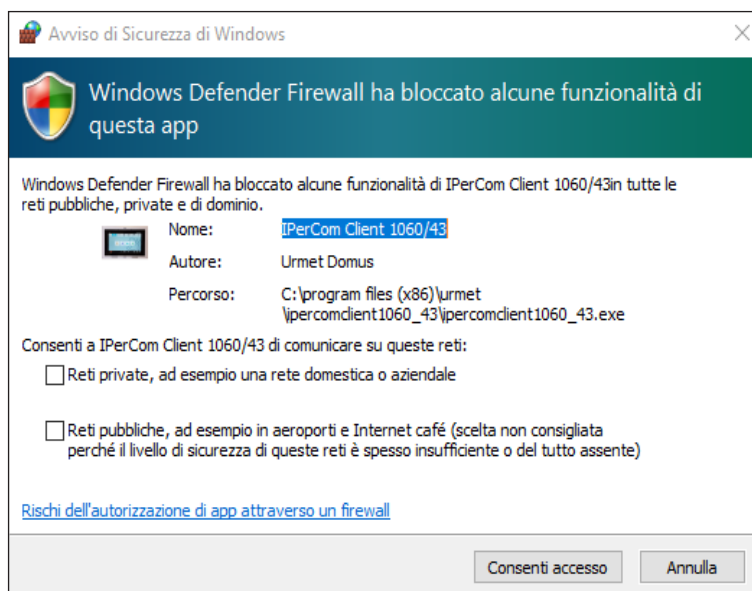 Avviso di Sicurezza di Windows
Windows Defender Firewall ha bloccato alcune funzionalità di
questa app
Windows Defender Firewall ha bloccato alcune funzionalità di IPerCom Client 1060/43in tutte le
reti pubbliche, private e di dominio.
Nome: IPerCom Client 1060/43
Autore: Urmet Domus
Percorso: C:\program files (x86)\urmet
\ipercomclient1060_43\ipercomclient1060_43.exe
Consenti a IPerCom Client 1060/43 di comunicare su queste reti:
Reti private, ad esempio una rete domestica o aziendale
Reti pubbliche, ad esempio in aeroporti e Internet café (scelta non consigliata
perché il livello di sicurezza di queste reti è spesso insufficiente o del tutto assente)
Rischi dell'autorizzazione di app attraverso un firewall
Consenti accesso Annulla